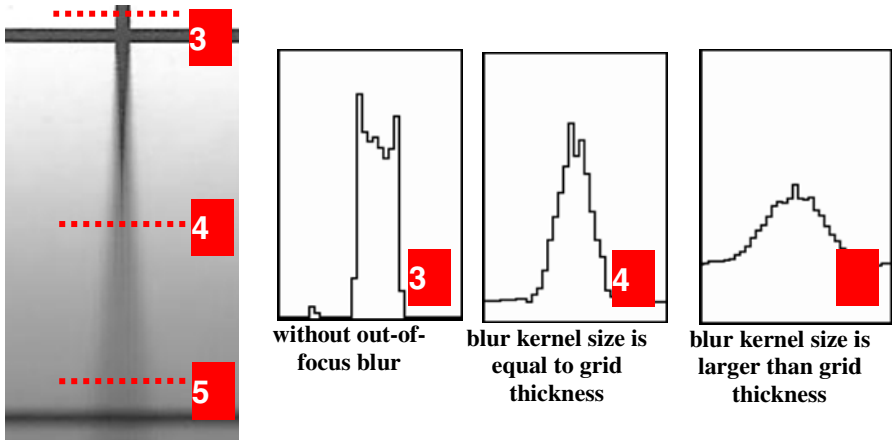 3
4
5
3
without out-of-
focus blur
4
blur kernel size is
equal to grid
thickness
blur kernel size is
larger than grid
thickness